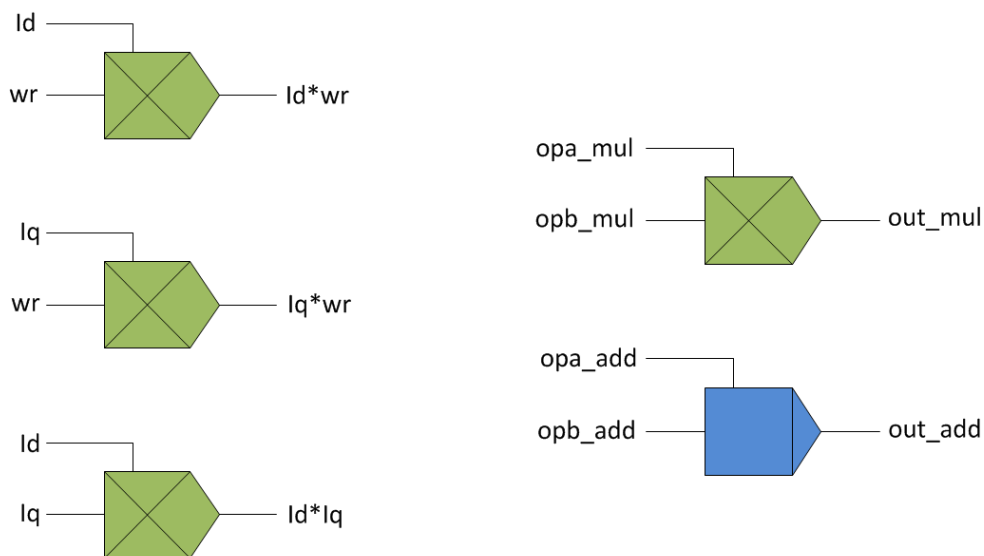 Id
wr
Id*wr
Iq
wr
Iq*wr
Id
Iq
Id*Iq
opa_mul
opb_mul
out_mul
opa_add
opb_add
out_add